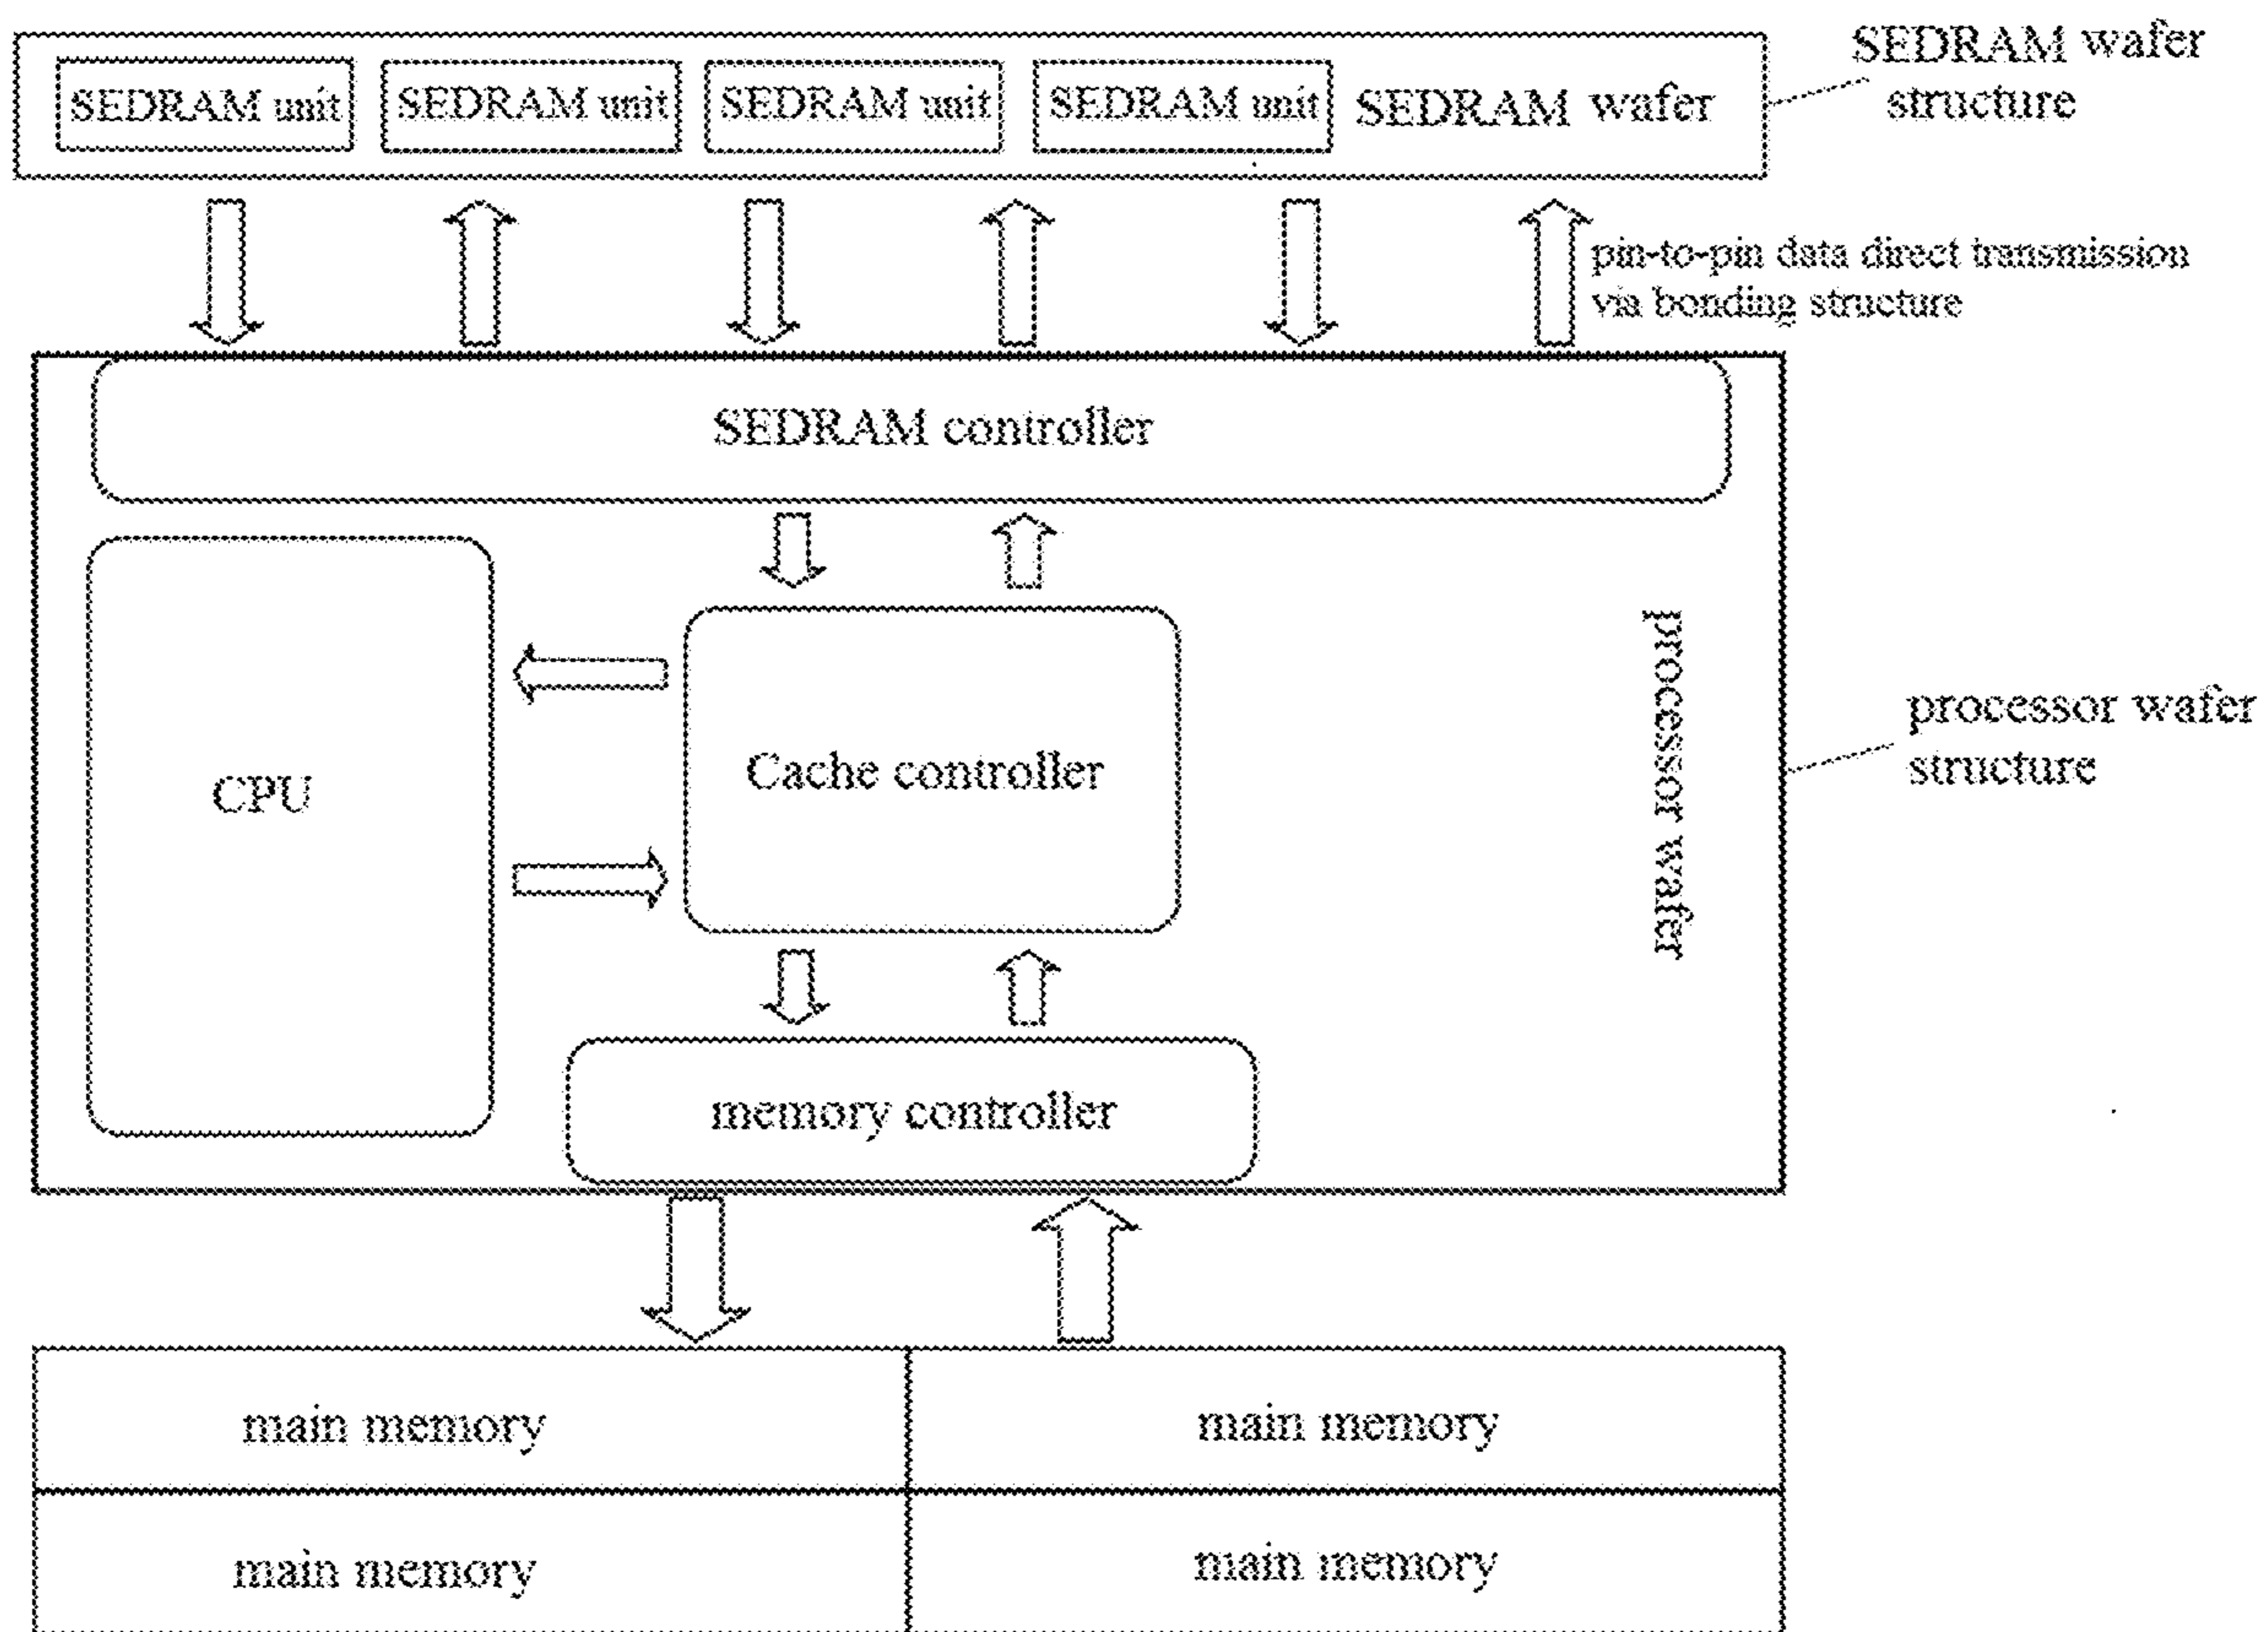 SEDRAM wafer
structure
SEDRAM unit
SEDRAM unit
SEDRAM unit
SEDRAM unit
SEDRAM wafer
pin-to-pin data direct transmission
via bonding structure
SEDRAM controller
CPU
Cache controller
processor wafer
processor wafer
structure
memory controller
main memory
main memory
main memory
main memory